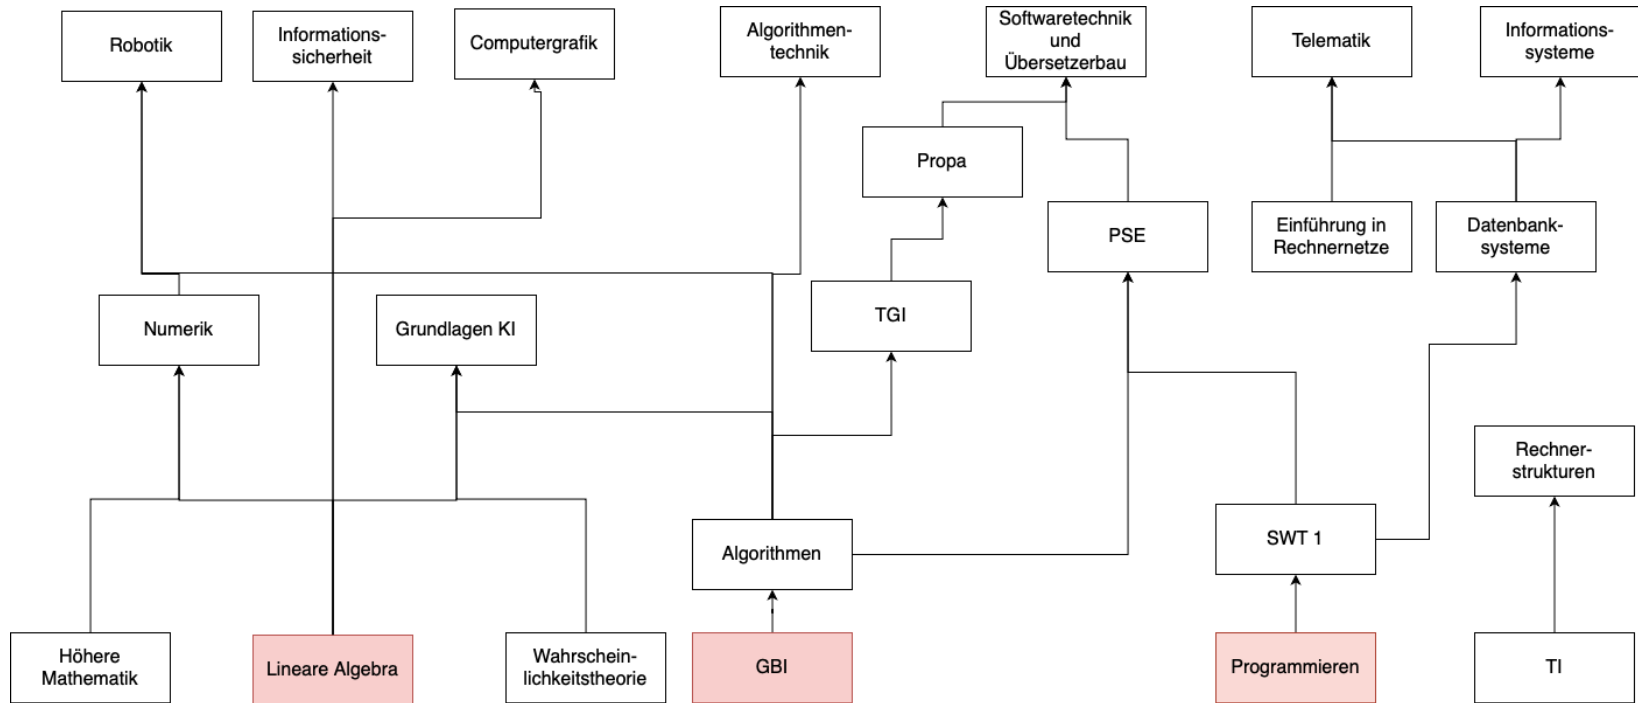 Robotik
Informations-
sicherheit
Computergrafik
Algorithmen-
technik
Softwaretechnik
und
Übersetzerbau
Telematik
Informations-
systeme
Propa
PSE
Einführung in
Rechnernetze
Datenbank-
systeme
Numerik
Grundlagen KI
TGI
Rechner-
strukturen
Algorithmen
SWT 1
Höhere
Mathematik
Lineare Algebra
Wahrschein-
lichkeitstheorie
GBI
Programmieren
TI